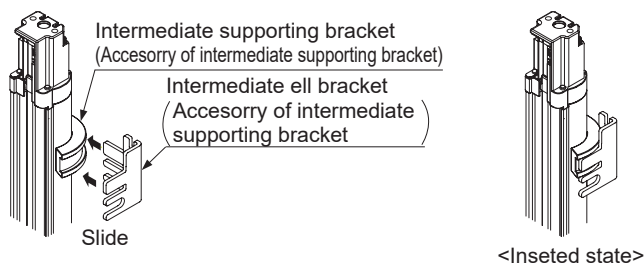 Intermediate supporting bracket
(Accesorry of intermediate supporting bracket)
Intermediate ell bracket
(Accesorry of intermediate
supporting bracket)
Slide
<Inseted state>